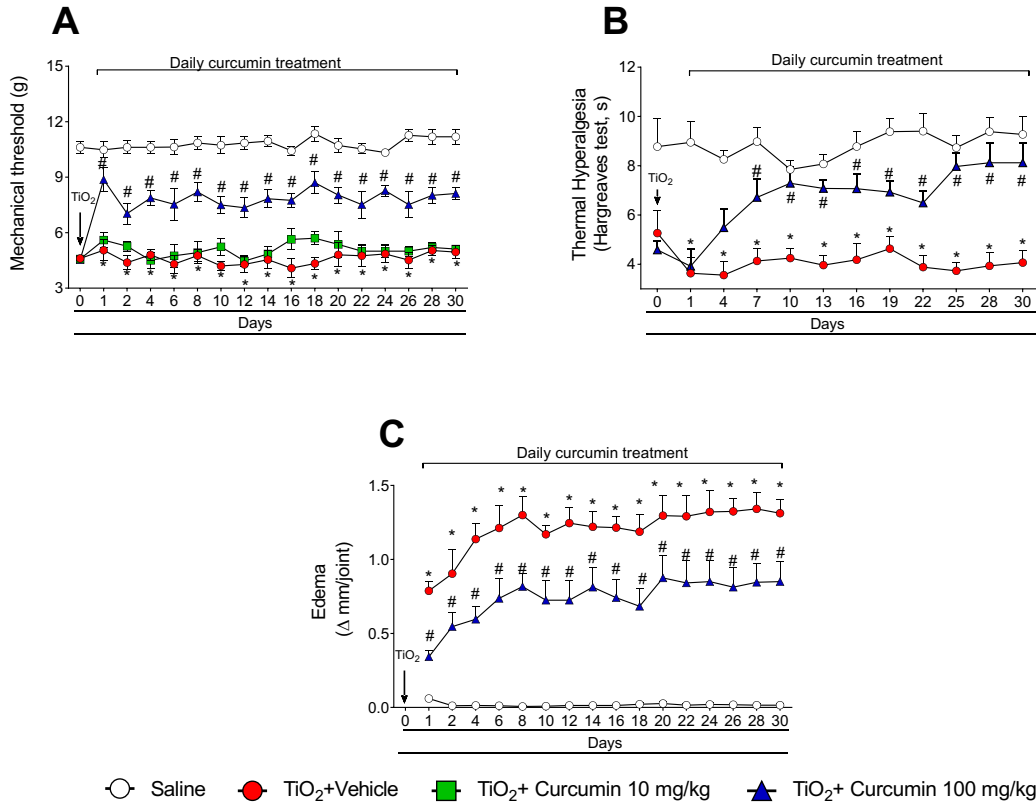 A
Daily curcumin treatment
Mechanical threshold (g)
15
12
9
6
3
TiO2
# # # # # # # # # # # # # # # #
* * * * * * * * * * * * * * * *
0 1 2 4 6 8 10 12 14 16 18 20 22 24 26 28 30
Days
B
Daily curcumin treatment
Thermal Hyperalgesia
(Hargreaves test, s)
12
10
8
6
4
TiO2
# # # # # # # # #
* * * * * * * * * * *
0 1 4 7 10 13 16 19 22 25 28 30
Days
C
Daily curcumin treatment
Edema
(Δ mm/joint)
1.5
1.0
0.5
0.0
TiO2
* * * * * * * * * * * * * * * *
# # # # # # # # # # # # # # # #
0 1 2 4 6 8 10 12 14 16 18 20 22 24 26 28 30
Days
Saline TiO2+Vehicle TiO2+ Curcumin 10 mg/kg TiO2+ Curcumin 100 mg/kg